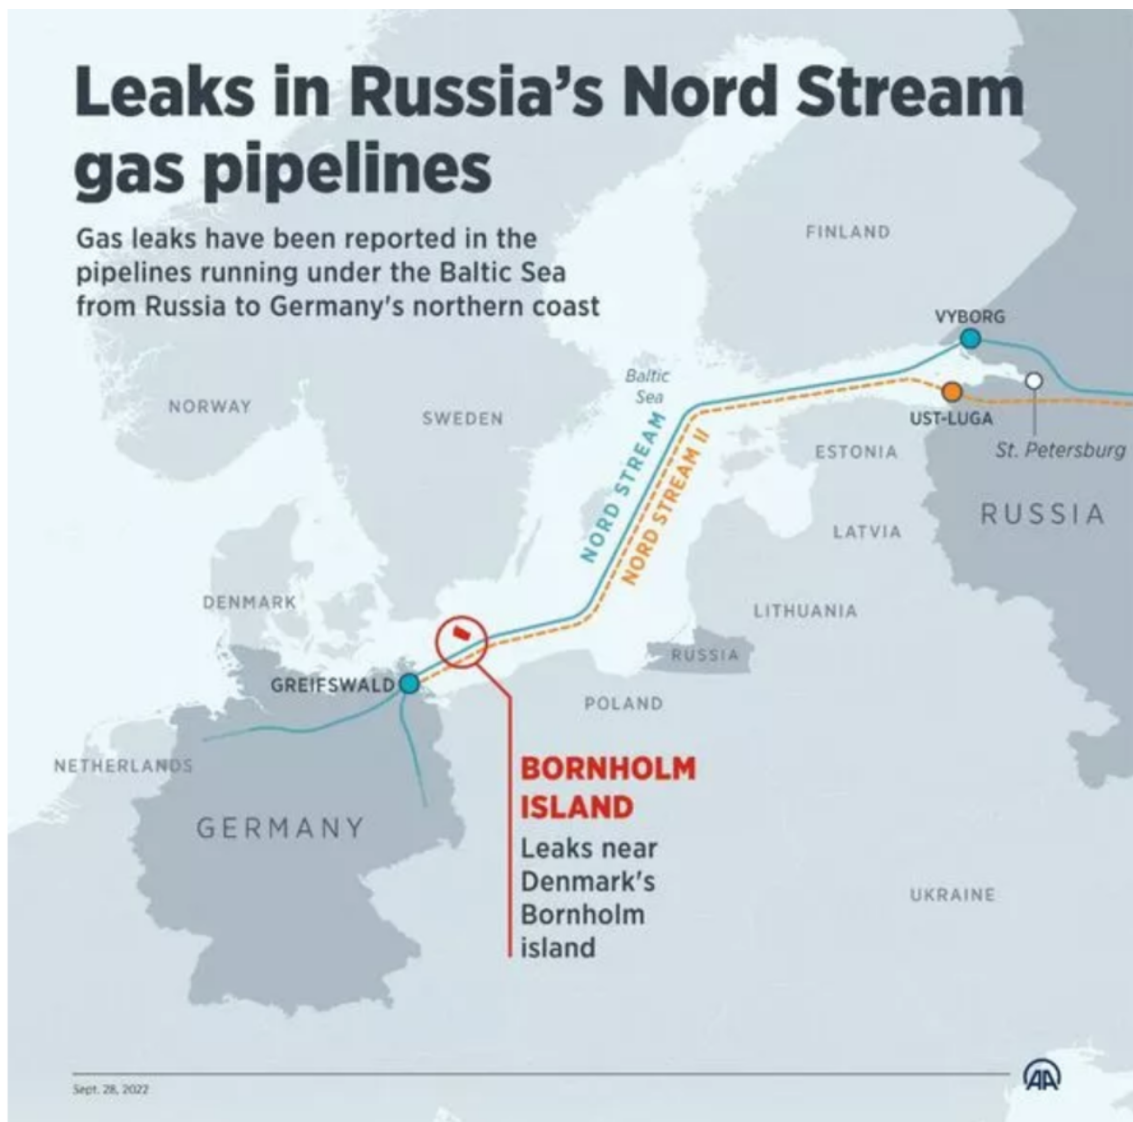 Leaks in Russia's Nord Stream
gas pipelines
Gas leaks have been reported in the
pipelines running under the Baltic Sea
from Russia to Germany's northern coast
FINLAND
VYBORG
Baltic
Sea
NORWAY
SWEDEN
UST-LUGA
St. Petersburg
ESTONIA
NORD STREAM
NORD STREAM II
RUSSIA
LATVIA
DENMARK
LITHUANIA
RUSSIA
GREIFSWALD
POLAND
NETHERLANDS
BORNHOLM
ISLAND
GERMANY
Leaks near
Denmark's
Bornholm
island
UKRAINE
Sept. 28, 2022
AA